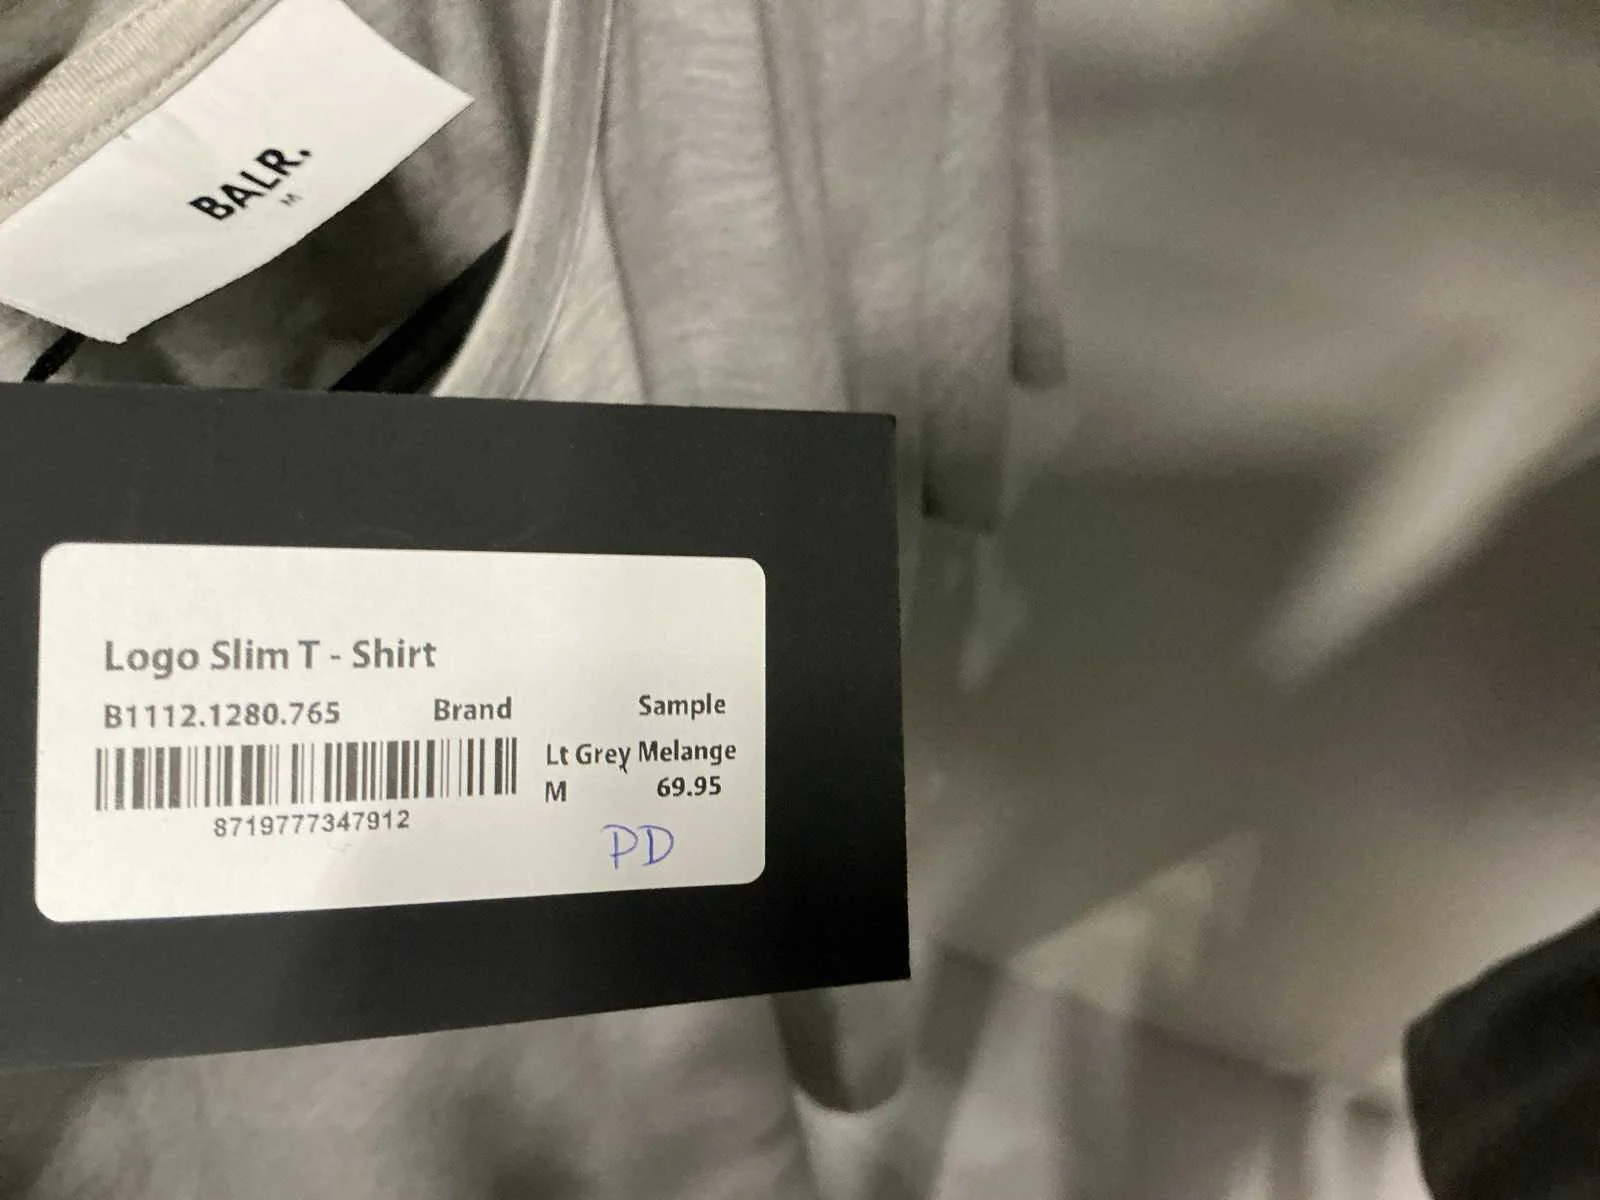 BALR.
M
Logo Slim T - Shirt
B1112.1280.765 Brand Sample
Lt Grey Melange
M 69.95
8719777347912
PD